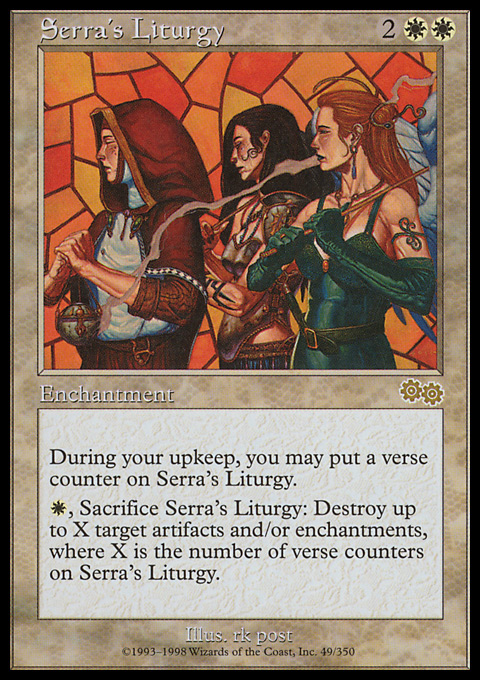 Serra's Liturgy 2
Enchantment
During your upkeep, you may put a verse
counter on Serra's Liturgy.
, Sacrifice Serra's Liturgy: Destroy up
to X target artifacts and/or enchantments,
where X is the number of verse counters
on Serra's Liturgy.
Illus. rk post
©1993–1998 Wizards of the Coast, Inc. 49/350